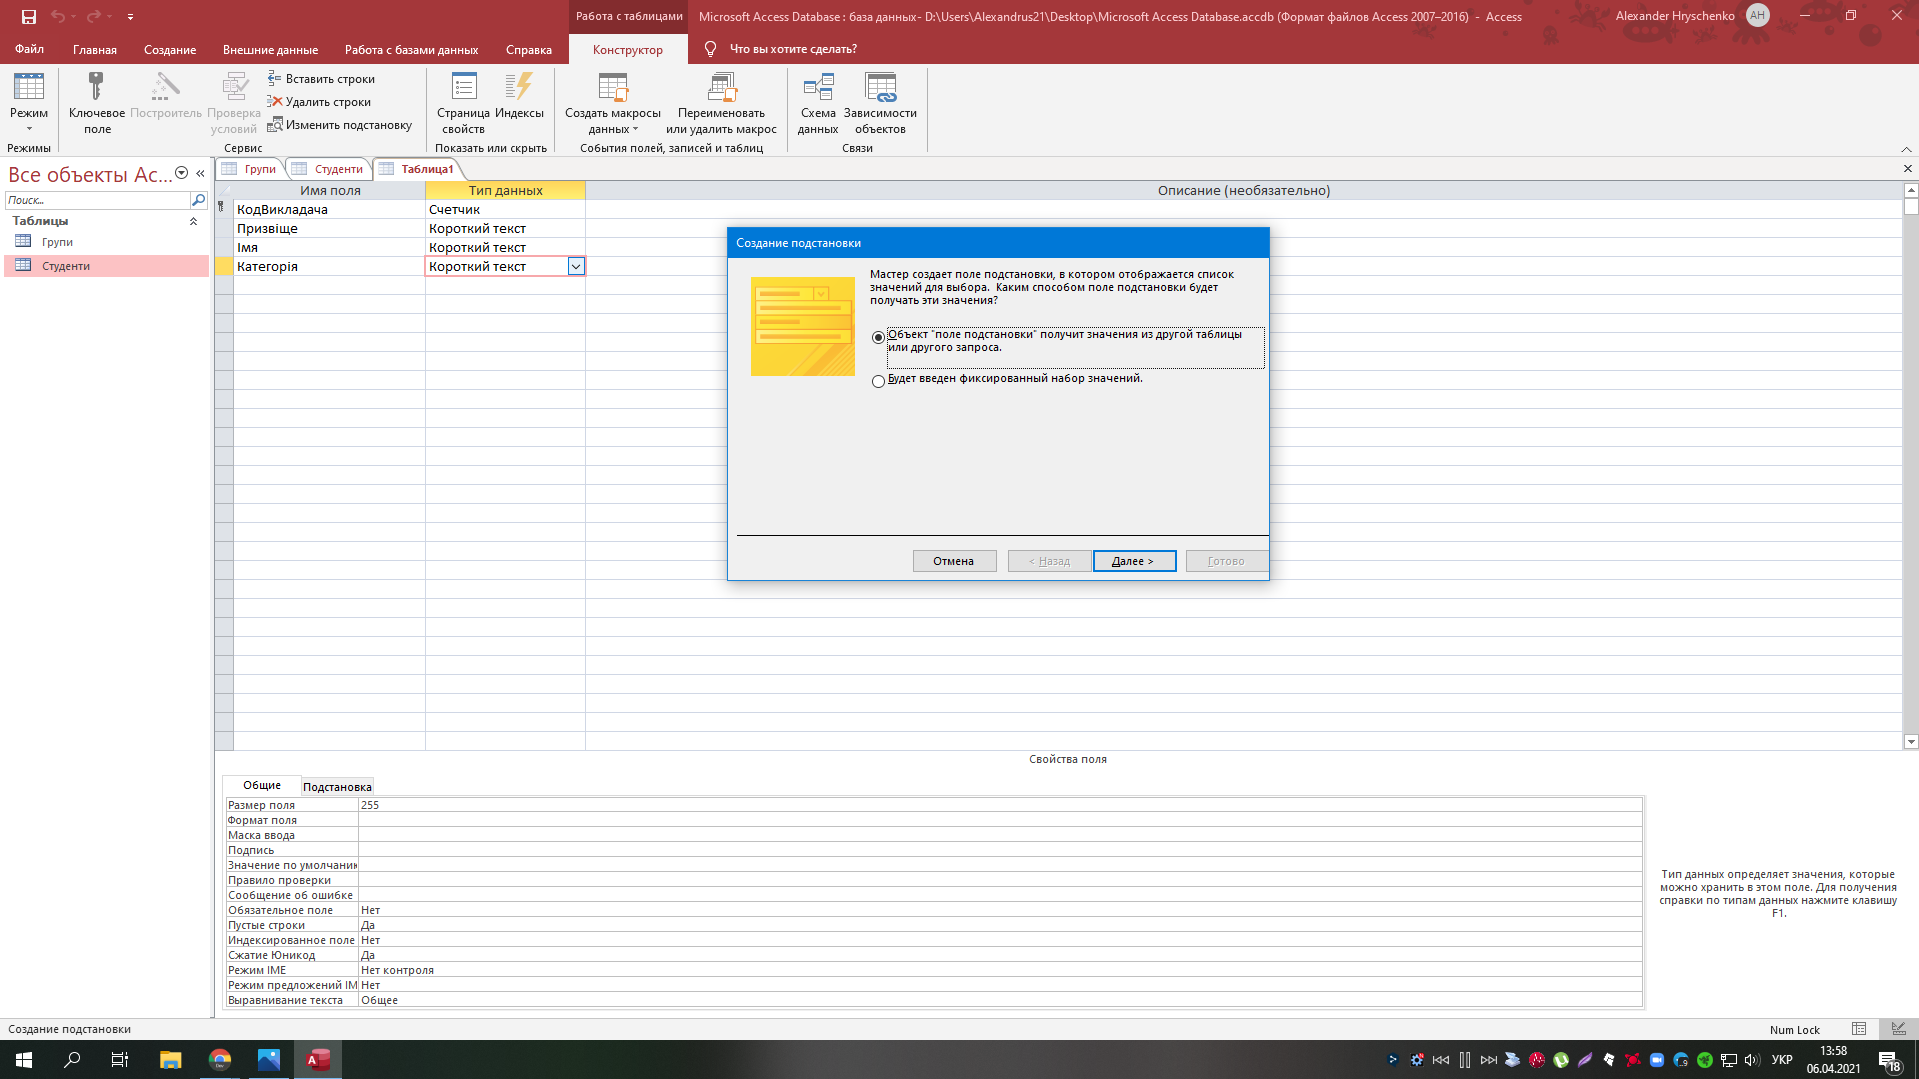 Работа с таблицами
Microsoft Access Database : база данных- D:\Users\Alexandrus21\Desktop\Microsoft Access Database.accdb (Формат файлов Access 2007–2016) - Access
Alexander Hryschenko
AH
Файл
Главная
Создание
Внешние данные
Работа с базами данных
Справка
Конструктор
Что вы хотите сделать?
Режим
Ключевое поле
Построитель
Проверка условий
Вставить строки
Удалить строки
Изменить подстановку
Страница свойств
Индексы
Создать макросы данных
Переименовать или удалить макрос
Схема данных
Зависимости объектов
Режимы
Сервис
Показать или скрыть
События полей, записей и таблиц
Связи
Все объекты Ac...
Поиск...
Таблицы
Групи
Студенти
Групи
Студенти
Таблица1
Имя поля
Тип данных
Описание (необязательно)
КодВикладача
Счетчик
Призвіще
Короткий текст
Імя
Короткий текст
Категорія
Короткий текст
Создание подстановки
Мастер создает поле подстановки, в котором отображается список
значений для выбора. Каким способом поле подстановки будет
получать эти значения?
Объект "поле подстановки" получит значения из другой таблицы
или другого запроса.
Будет введен фиксированный набор значений.
Отмена
< Назад
Далее >
Готово
Свойства поля
Общие
Подстановка
Размер поля
255
Формат поля
Маска ввода
Подпись
Значение по умолчани
Правило проверки
Сообщение об ошибке
Обязательное поле
Нет
Пустые строки
Да
Индексированное поле
Нет
Сжатие Юникод
Да
Режим IME
Нет контроля
Режим предложений IM
Нет
Выравнивание текста
Общее
Тип данных определяет значения, которые
можно хранить в этом поле. Для получения
справки по типам данных нажмите клавишу
F1.
Создание подстановки
Num Lock
Dev
УКР
13:58
06.04.2021
18